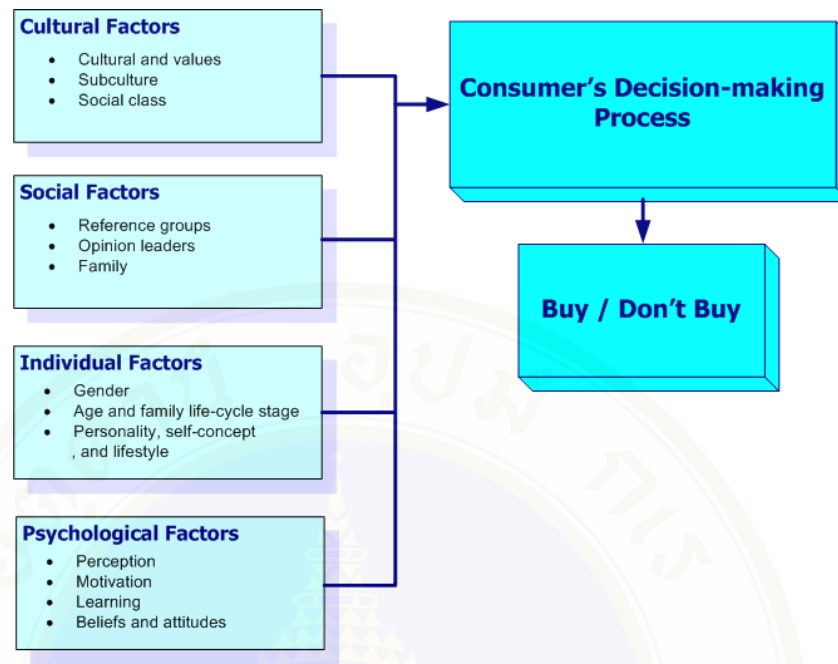 Cultural Factors
• Cultural and values
• Subculture
• Social class
Social Factors
• Reference groups
• Opinion leaders
• Family
Individual Factors
• Gender
• Age and family life-cycle stage
• Personality, self-concept
, and lifestyle
Psychological Factors
• Perception
• Motivation
• Learning
• Beliefs and attitudes
Consumer's Decision-making
Process
Buy / Don't Buy